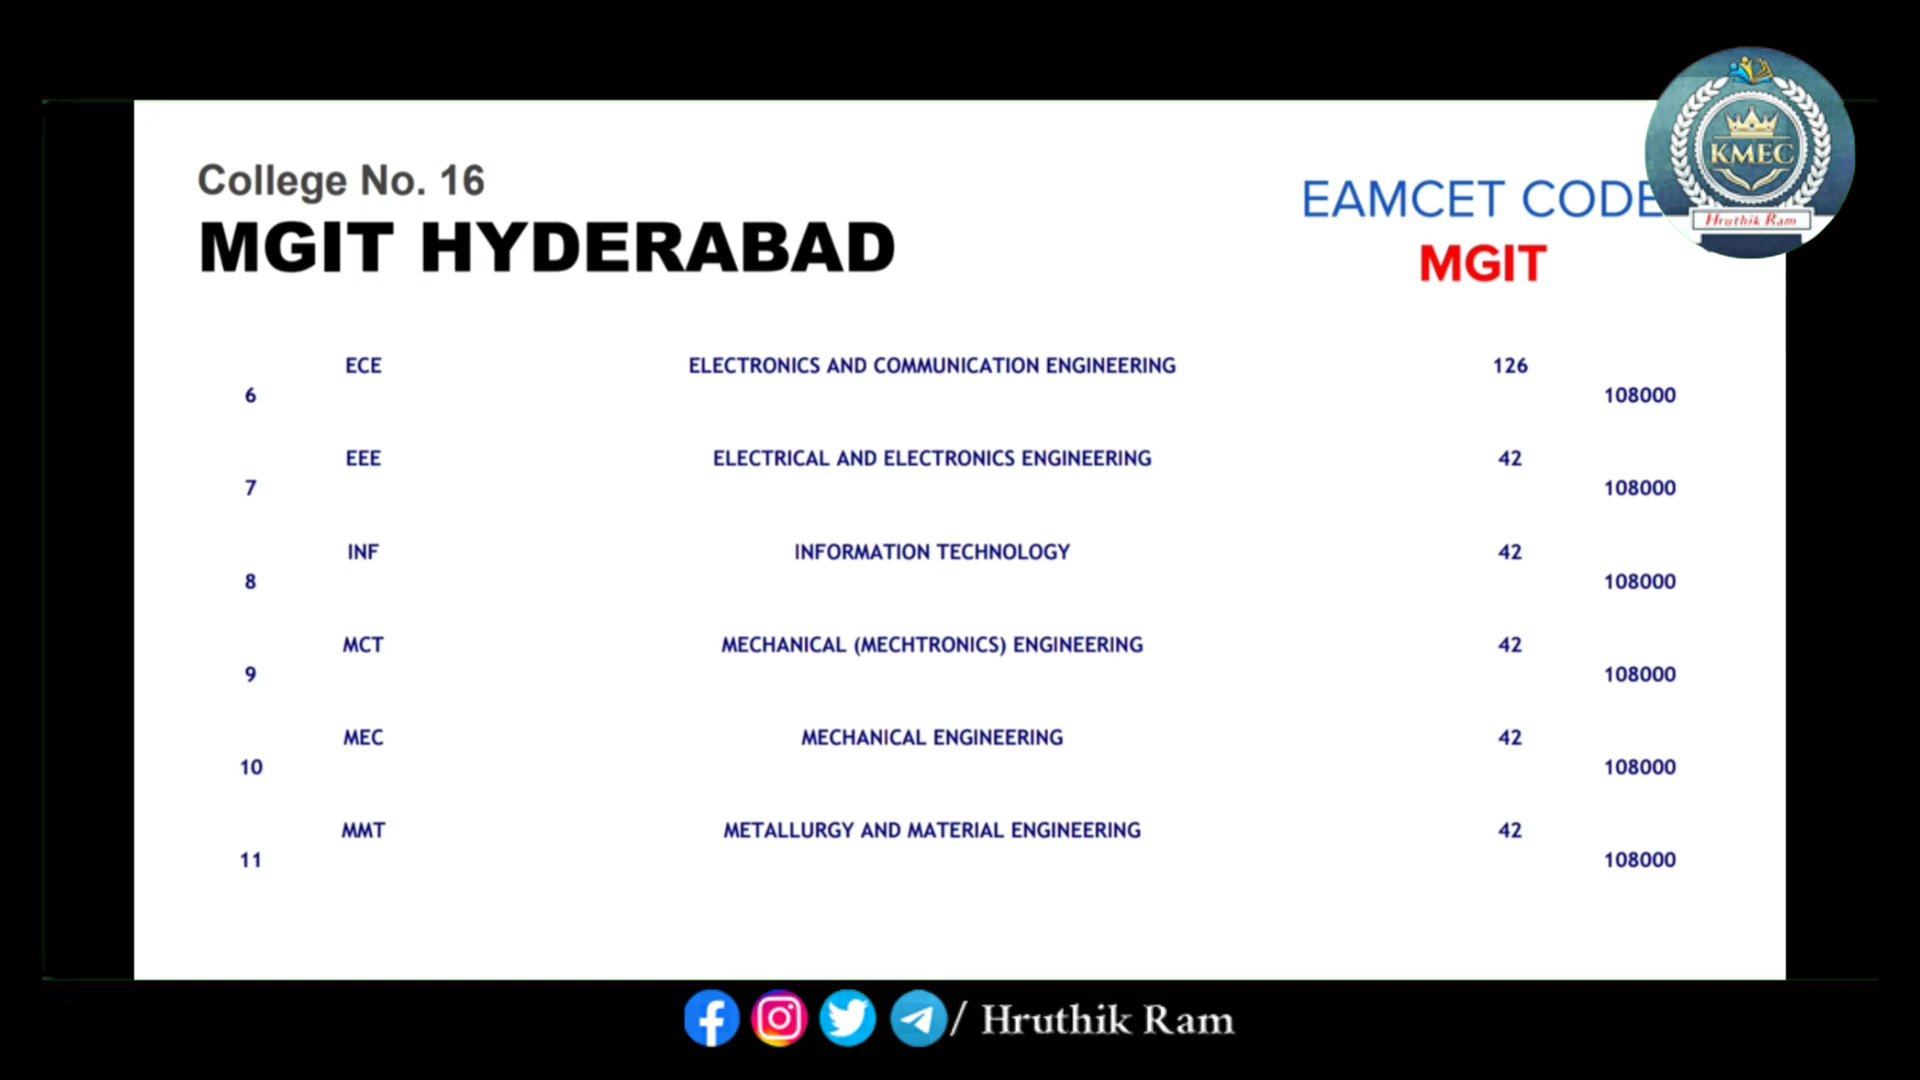 College No. 16
MGIT HYDERABAD
EAMCET CODE
MGIT
KMEC
Hruthik Ram
6 ECE ELECTRONICS AND COMMUNICATION ENGINEERING 126 108000
7 EEE ELECTRICAL AND ELECTRONICS ENGINEERING 42 108000
8 INF INFORMATION TECHNOLOGY 42 108000
9 MCT MECHANICAL (MECHTRONICS) ENGINEERING 42 108000
10 MEC MECHANICAL ENGINEERING 42 108000
11 MMT METALLURGY AND MATERIAL ENGINEERING 42 108000
/ Hruthik Ram